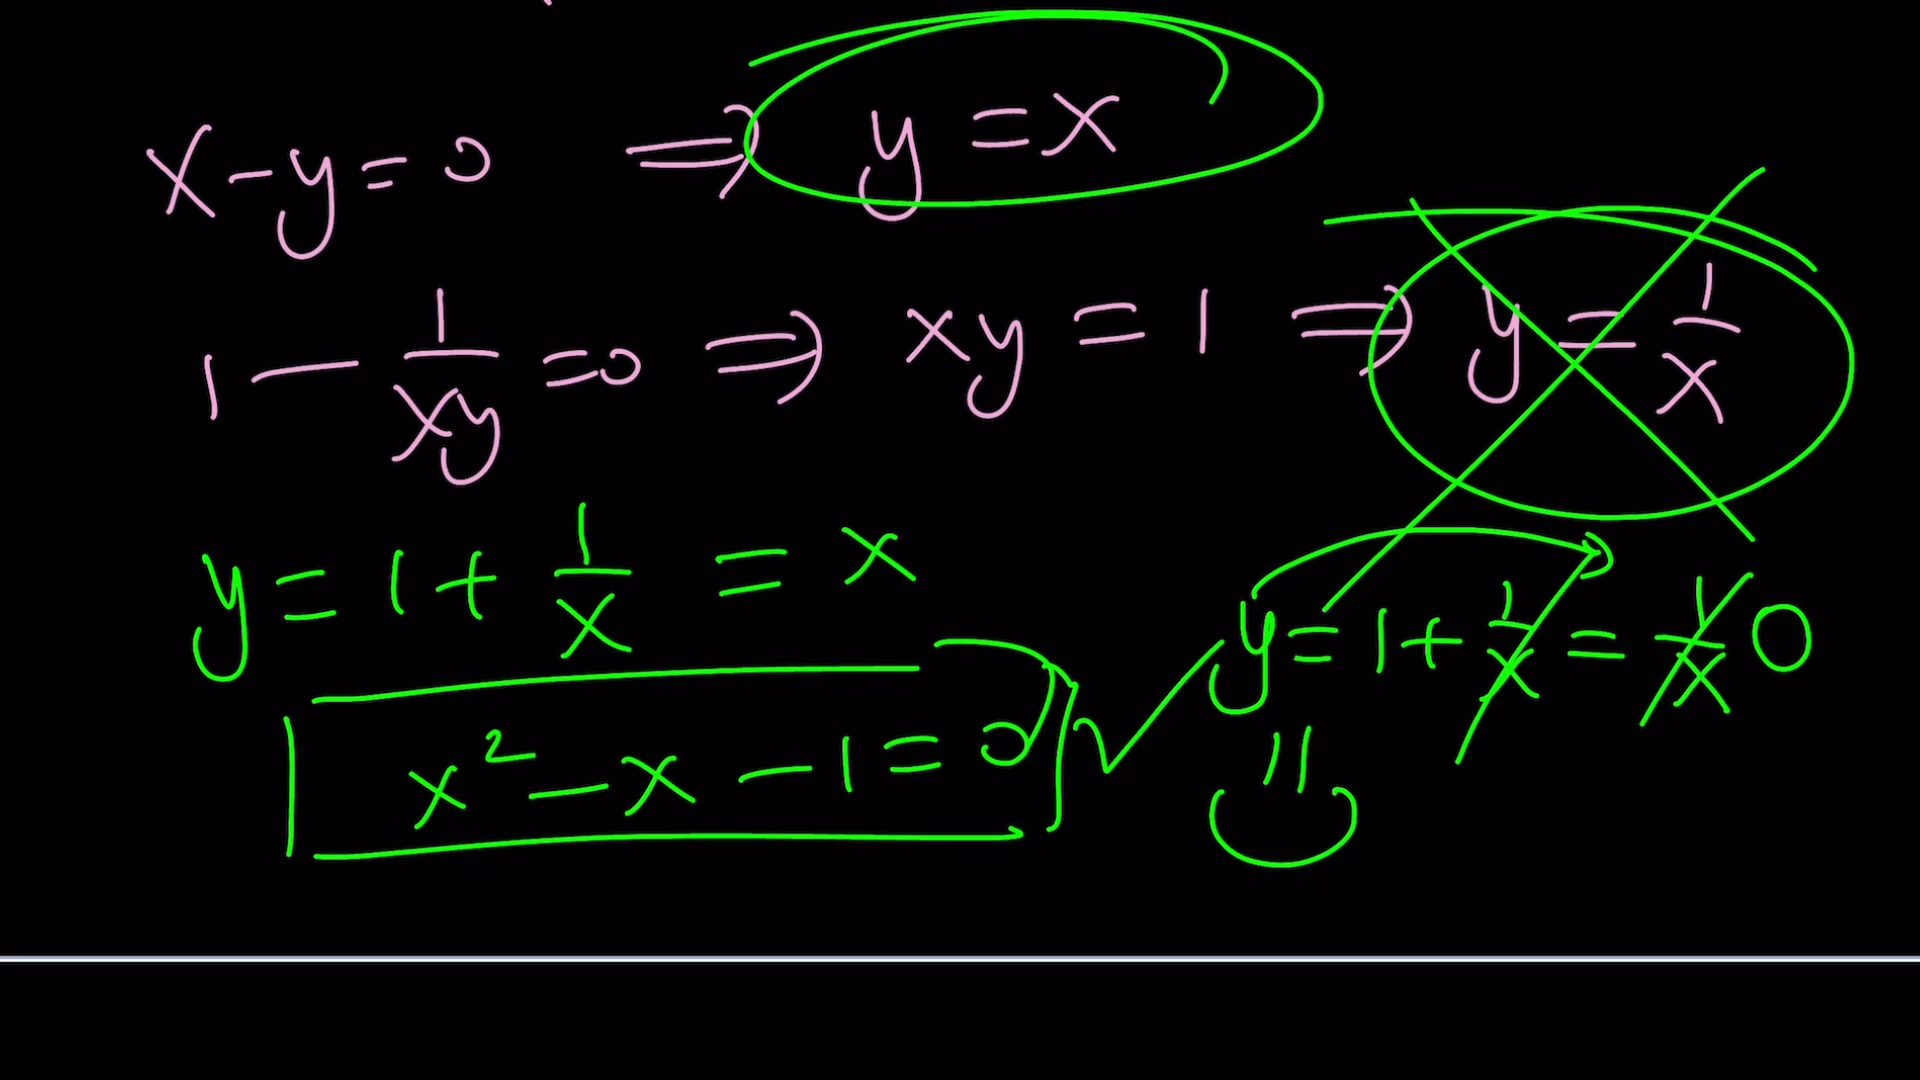 x - y = 0 ⇒ y = x
1 - 1/xy = 0 ⇒ xy = 1 ⇒ y = 1/x
y = 1 + 1/x = x
y = 1 + 1/x = 1/x 0
x² - x - 1 = 0